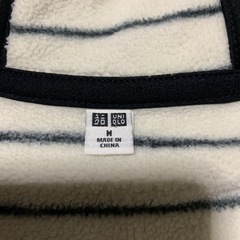 ユニ UNI
クロ QLO
M
MADE IN
CHINA